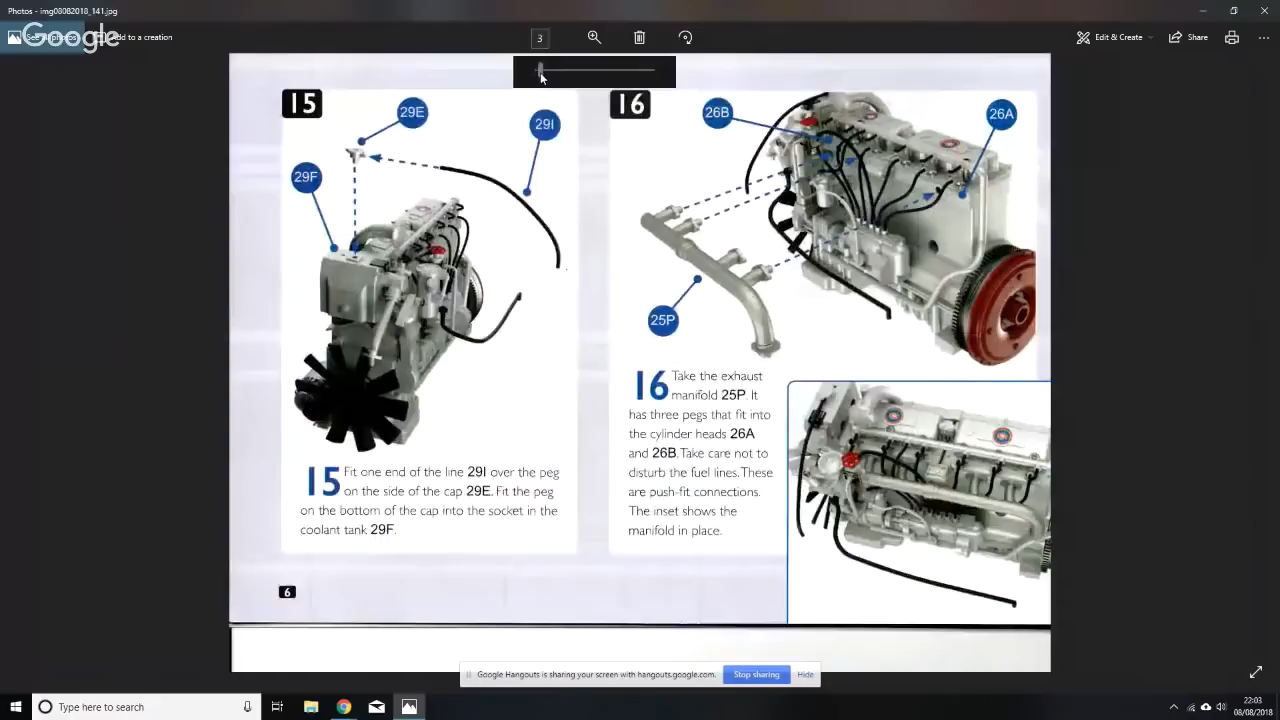 Photos - img08082018_141.jpg
Google
Add to a creation
3
Edit & Create
Share
15
29E
29I
29F
16
26B
26A
25P
15 Fit one end of the line 29I over the peg
on the side of the cap 29E. Fit the peg
on the bottom of the cap into the socket in the
coolant tank 29F.
16 Take the exhaust
manifold 25P. It
has three pegs that fit into
the cylinder heads 26A
and 26B. Take care not to
disturb the fuel lines. These
are push-fit connections.
The inset shows the
manifold in place.
6
Google Hangouts is sharing your screen with hangouts.google.com.
Stop sharing
Hide
Type here to search
22:03
08/08/2018